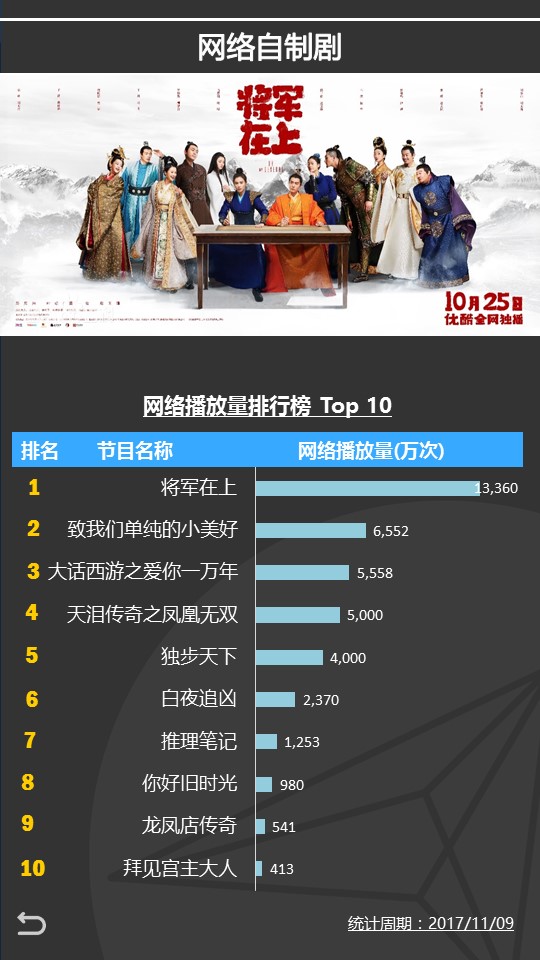 网络自制剧
将军
在上
10月25日
优酷全网独播
网络播放量排行榜 Top 10
排名 节目名称 网络播放量(万次)
1 将军在上 13,360
2 致我们单纯的小美好 6,552
3 大话西游之爱你一万年 5,558
4 天泪传奇之凤凰无双 5,000
5 独步天下 4,000
6 白夜追凶 2,370
7 推理笔记 1,253
8 你好旧时光 980
9 龙凤店传奇 541
10 拜见宫主大人 413
统计周期：2017/11/09